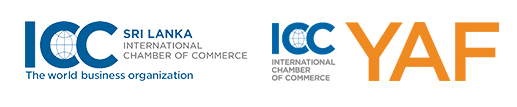 ICC SRI LANKA
INTERNATIONAL
CHAMBER OF COMMERCE
The world business organization
ICC
INTERNATIONAL
CHAMBER
OF COMMERCE
YAF